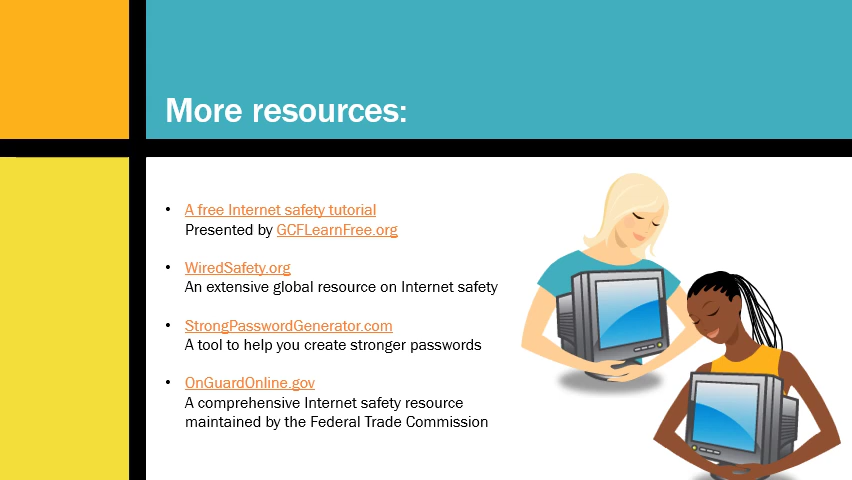 More resources:
• A free Internet safety tutorial
Presented by GCFLearnFree.org
• WiredSafety.org
An extensive global resource on Internet safety
• StrongPasswordGenerator.com
A tool to help you create stronger passwords
• OnGuardOnline.gov
A comprehensive Internet safety resource
maintained by the Federal Trade Commission